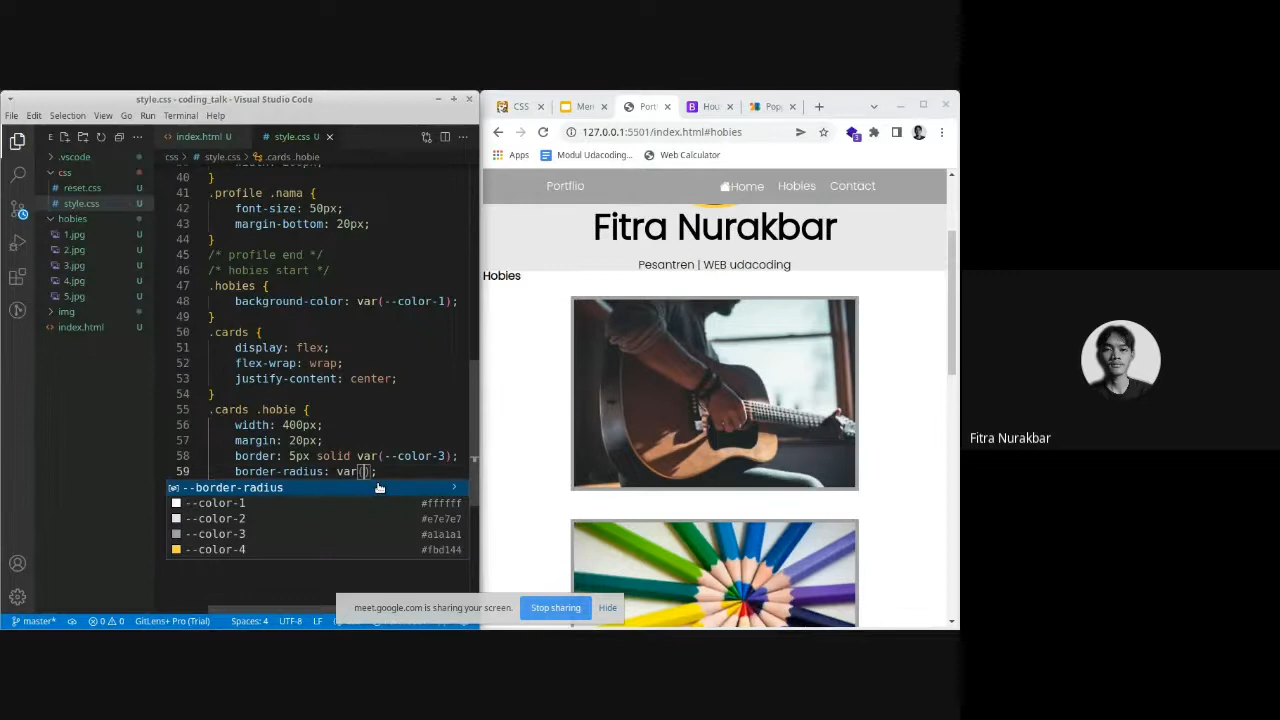 style.css - coding_talk - Visual Studio Code
File Edit Selection View Go Run Terminal Help
index.html U style.css U
css > style.css > .cards .hobie
.vscode
css
reset.css U
style.css U
hobies
1.jpg U
2.jpg U
3.jpg U
4.jpg U
5.jpg U
img
index.html U
40 }
41 .profile .nama {
42 font-size: 50px;
43 margin-bottom: 20px;
44 }
45 /* profile end */
46 /* hobies start */
47 .hobies {
48 background-color: var(--color-1);
49 }
50 .cards {
51 display: flex;
52 flex-wrap: wrap;
53 justify-content: center;
54 }
55 .cards .hobie {
56 width: 400px;
57 margin: 20px;
58 border: 5px solid var(--color-3);
59 border-radius: var();
--border-radius
--color-1 #ffffff
--color-2 #e7e7e7
--color-3 #a1a1a1
--color-4 #fbd144
master* 0 0 GitLens+ Pro (Trial) Spaces: 4 UTF-8 LF
meet.google.com is sharing your screen. Stop sharing Hide
CSS Men Portf Hou Pop
127.0.0.1:5501/index.html#hobies
Apps Modul Udacoding... Web Calculator
Portfiio Home Hobies Contact
Fitra Nurakbar
Pesantren | WEB udacoding
Hobies
Fitra Nurakbar